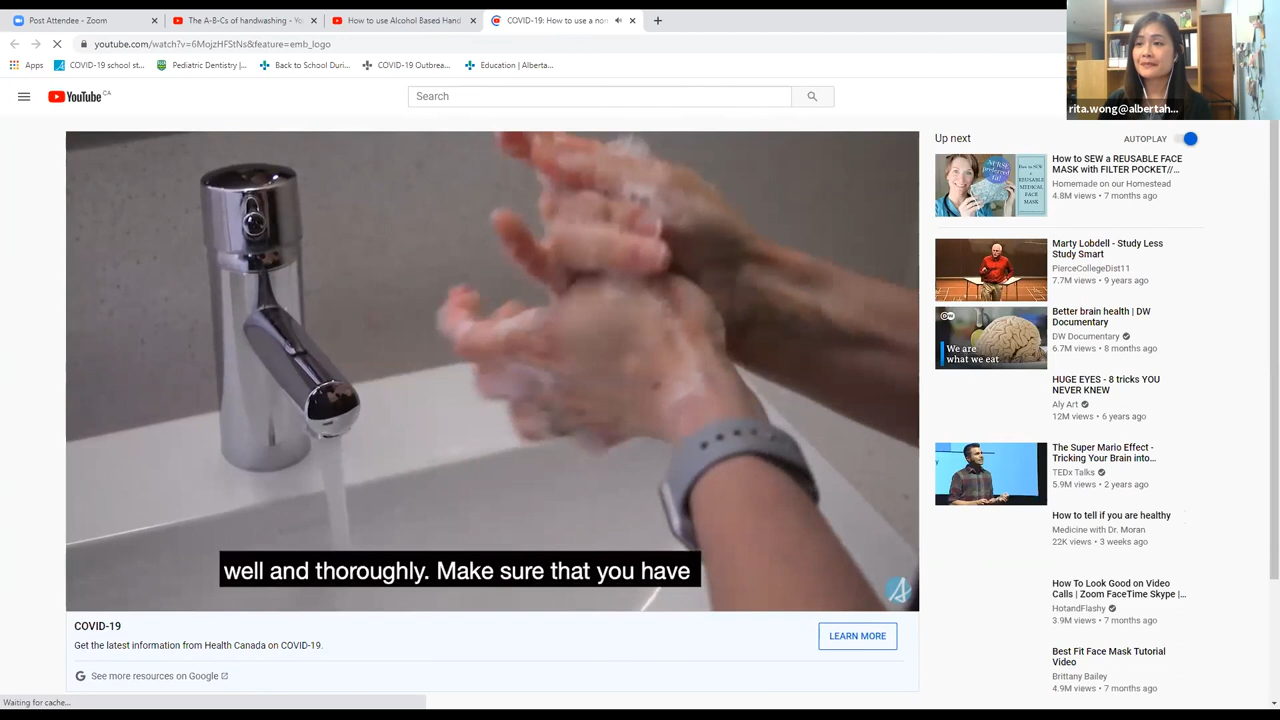 Post Attendee - Zoom
The A-B-Cs of handwashing - Yo
How to use Alcohol Based Hand
COVID-19: How to use a non
youtube.com/watch?v=6MojzHFStNs&feature=emb_logo
Apps
COVID-19 school st...
Pediatric Dentistry |...
Back to School Duri...
COVID-19 Outbrea...
Education | Alberta...
YouTube CA
Search
rita.wong@albertah...
well and thoroughly. Make sure that you have
COVID-19
Get the latest information from Health Canada on COVID-19.
LEARN MORE
See more resources on Google
Waiting for cache...
Up next
AUTOPLAY
NURSE
preferred
fit!
How to SEW
a
REUSABLE
MEDICAL
FACE
MASK
How to SEW a REUSABLE FACE
MASK with FILTER POCKET//...
Homemade on our Homestead
4.8M views • 7 months ago
Marty Lobdell - Study Less
Study Smart
PierceCollegeDist11
7.7M views • 9 years ago
We are
what we eat
Better brain health | DW
Documentary
DW Documentary
6.7M views • 8 months ago
HUGE EYES - 8 tricks YOU
NEVER KNEW
Aly Art
12M views • 6 years ago
The Super Mario Effect -
Tricking Your Brain into...
TEDx Talks
5.9M views • 2 years ago
How to tell if you are healthy
Medicine with Dr. Moran
22K views • 3 weeks ago
How To Look Good on Video
Calls | Zoom FaceTime Skype |...
HotandFlashy
3.9M views • 7 months ago
Best Fit Face Mask Tutorial
Video
Brittany Bailey
4.9M views • 7 months ago